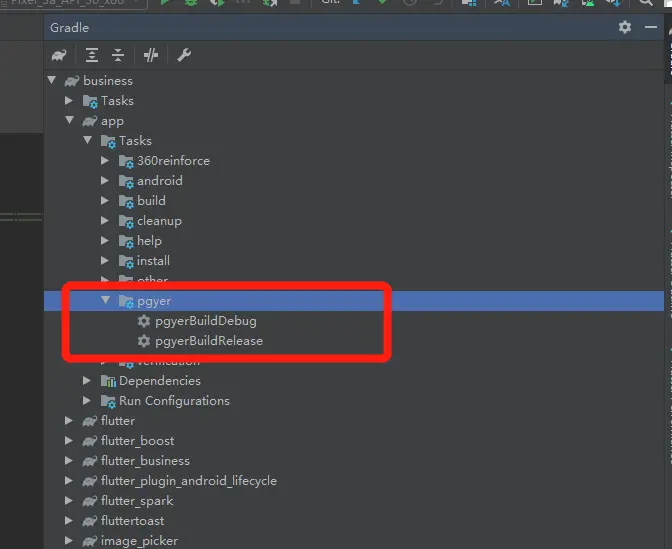 Pixel_3a_API_30_x86
Git:
Gradle
business
Tasks
app
Tasks
360reinforce
android
build
cleanup
help
install
other
pgyer
pgyerBuildDebug
pgyerBuildRelease
verification
Dependencies
Run Configurations
flutter
flutter_boost
flutter_business
flutter_plugin_android_lifecycle
flutter_spark
fluttertoast
image_picker